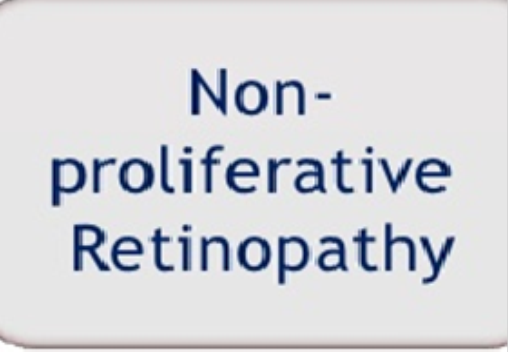 Non-
proliferative
Retinopathy